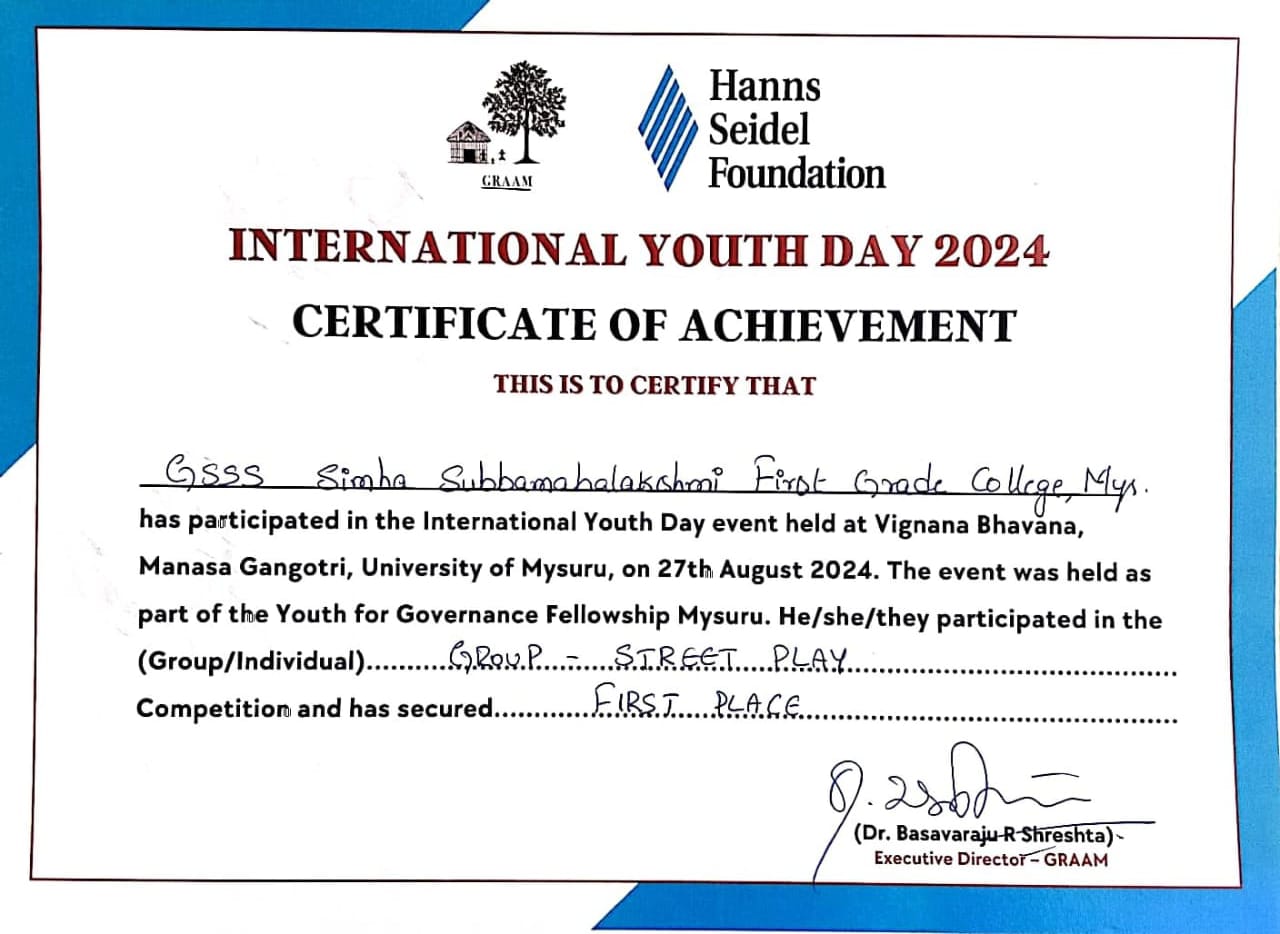 GRAAM
Hanns
Seidel
Foundation
INTERNATIONAL YOUTH DAY 2024
CERTIFICATE OF ACHIEVEMENT
THIS IS TO CERTIFY THAT
GSSS Simha Subbamahalakshmi First Grade College, Mys.
has participated in the International Youth Day event held at Vignana Bhavana,
Manasa Gangotri, University of Mysuru, on 27th August 2024. The event was held as
part of the Youth for Governance Fellowship Mysuru. He/she/they participated in the
(Group/Individual)..........GROUP - STREET PLAY..........
Competition and has secured..........FIRST PLACE..........
(Dr. Basavaraju R Shreshta)
Executive Director - GRAAM